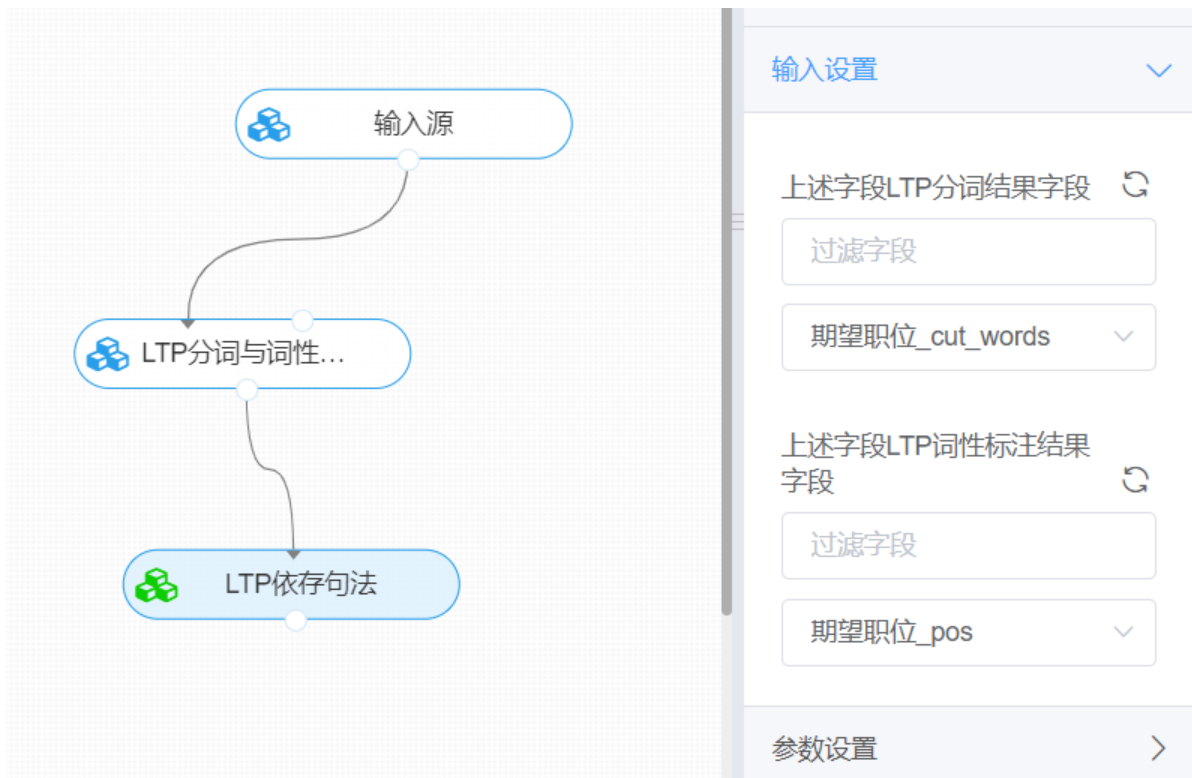 输入源
LTP分词与词性...
LTP依存句法
输入设置
上述字段LTP分词结果字段
过滤字段
期望职位_cut_words
上述字段LTP词性标注结果
字段
过滤字段
期望职位_pos
参数设置